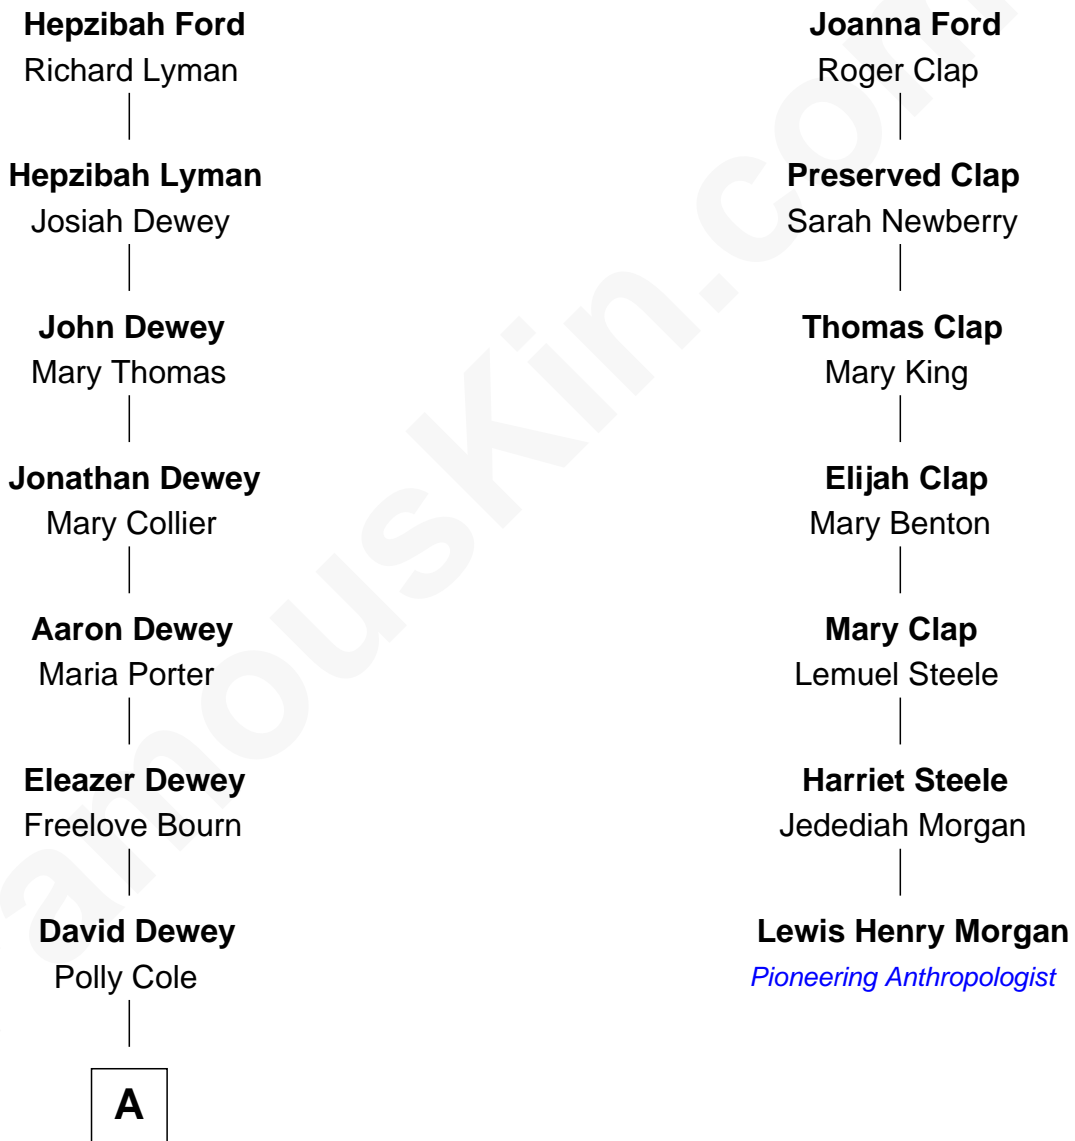 Hepzibah Ford
Richard Lyman
Hepzibah Lyman
Josiah Dewey
John Dewey
Mary Thomas
Jonathan Dewey
Mary Collier
Aaron Dewey
Maria Porter
Eleazer Dewey
Freelove Bourn
David Dewey
Polly Cole
A
Joanna Ford
Roger Clap
Preserved Clap
Sarah Newberry
Thomas Clap
Mary King
Elijah Clap
Mary Benton
Mary Clap
Lemuel Steele
Harriet Steele
Jedediah Morgan
Lewis Henry Morgan
Pioneering Anthropologist
amouskin.com